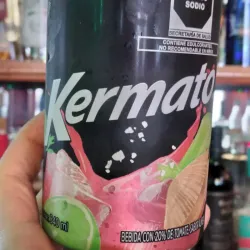 SODIO
SECRETARÍA DE SALUD
CONTIENE EDULCORANTES,
NO RECOMENDABLE EN NIÑOS
Kermato
BEBIDA CON 20% DE TOMATE,